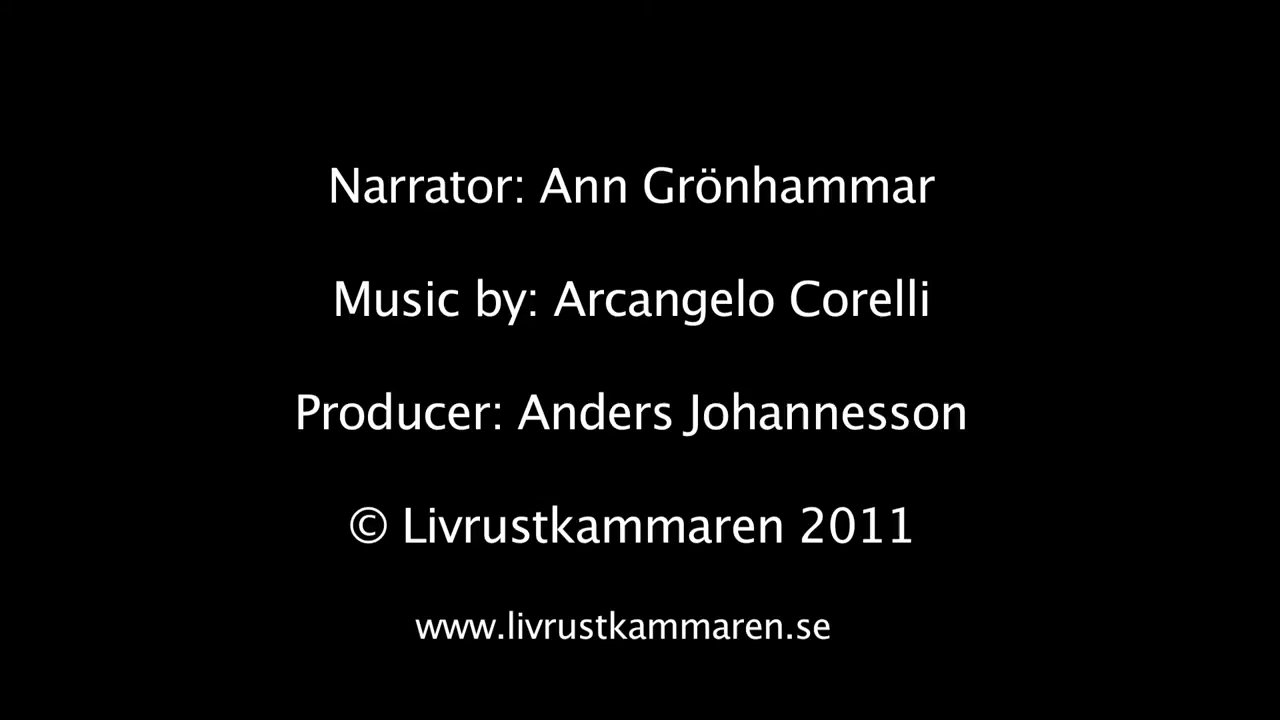 Narrator: Ann Grönhammar
Music by: Arcangelo Corelli
Producer: Anders Johannesson
© Livrustkammaren 2011
www.livrustkammaren.se